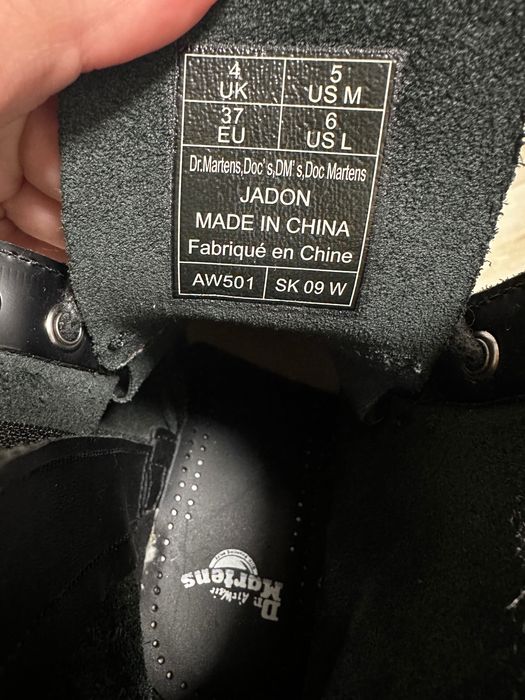 4 5
UK US M
37 6
EU US L
Dr.Martens,Doc's,DM's,Doc Martens
JADON
MADE IN CHINA
Fabriqué en Chine
AW501 SK 09 W
Dr. AirWair
Martens